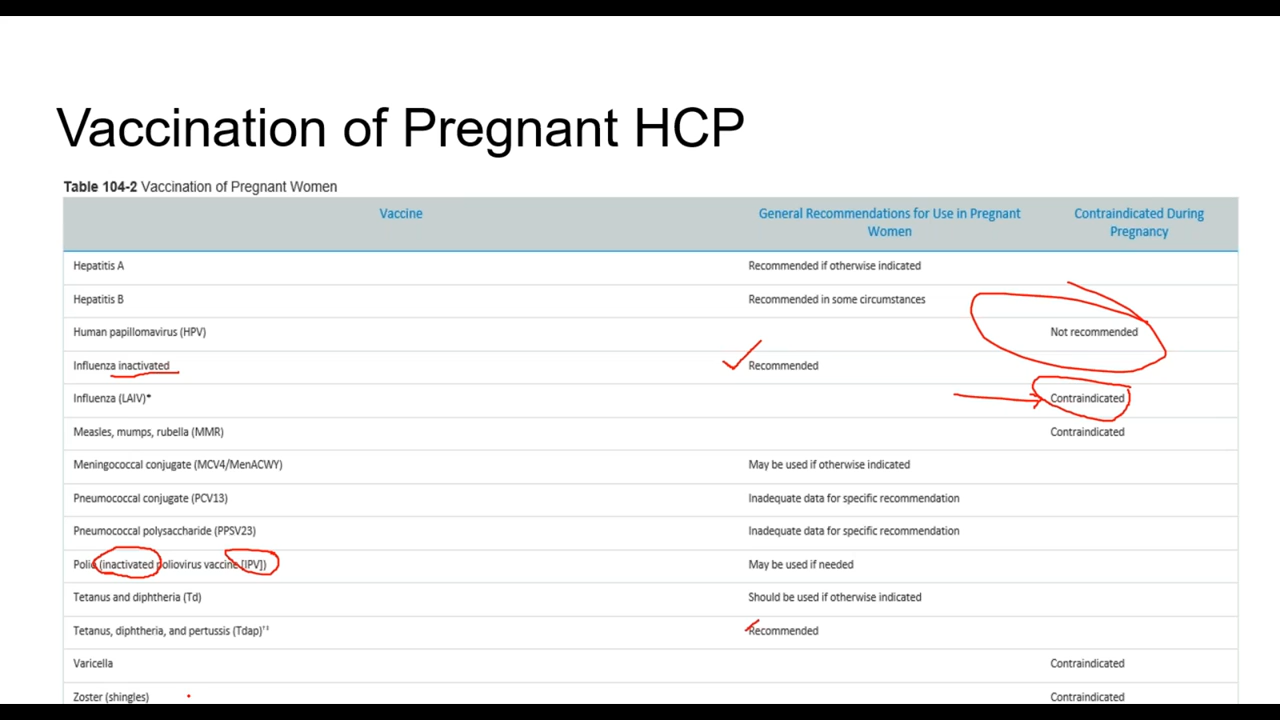 Vaccination of Pregnant HCP
Table 104-2 Vaccination of Pregnant Women
Vaccine General Recommendations for Use in Pregnant Women Contraindicated During Pregnancy
Hepatitis A Recommended if otherwise indicated
Hepatitis B Recommended in some circumstances
Human papillomavirus (HPV) Not recommended
Influenza inactivated Recommended
Influenza (LAIV)* Contraindicated
Measles, mumps, rubella (MMR) Contraindicated
Meningococcal conjugate (MCV4/MenACWY) May be used if otherwise indicated
Pneumococcal conjugate (PCV13) Inadequate data for specific recommendation
Pneumococcal polysaccharide (PPSV23) Inadequate data for specific recommendation
Polio (inactivated poliovirus vaccine [IPV]) May be used if needed
Tetanus and diphtheria (Td) Should be used if otherwise indicated
Tetanus, diphtheria, and pertussis (Tdap)†‡ Recommended
Varicella Contraindicated
Zoster (shingles) Contraindicated